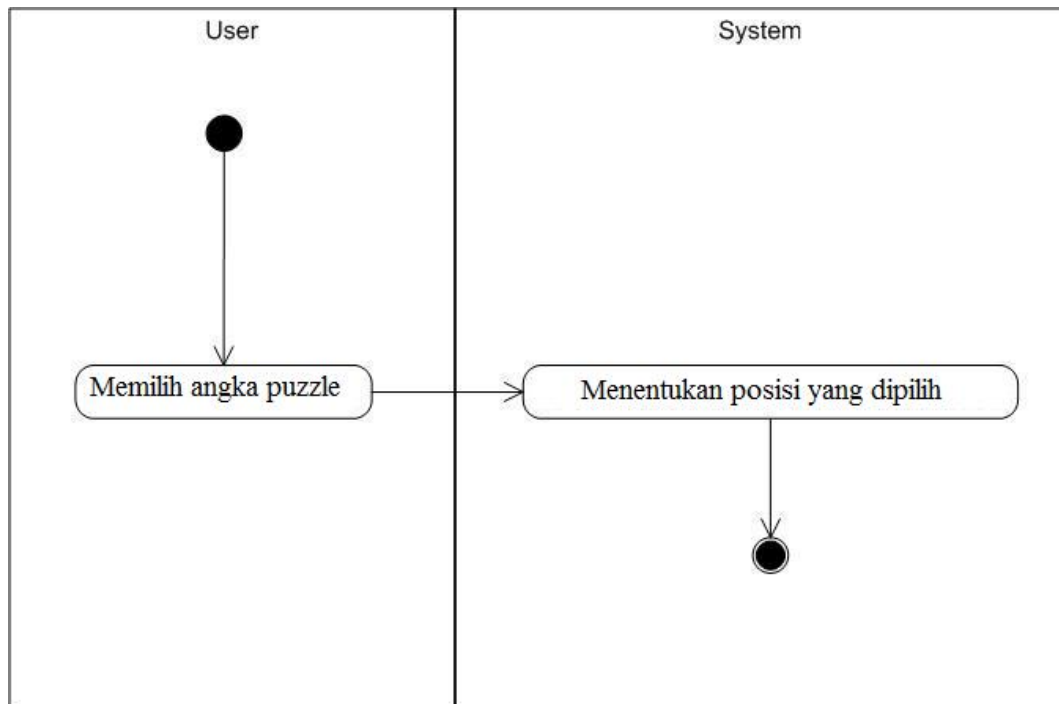 User
System
Memilih angka puzzle
Menentukan posisi yang dipilih